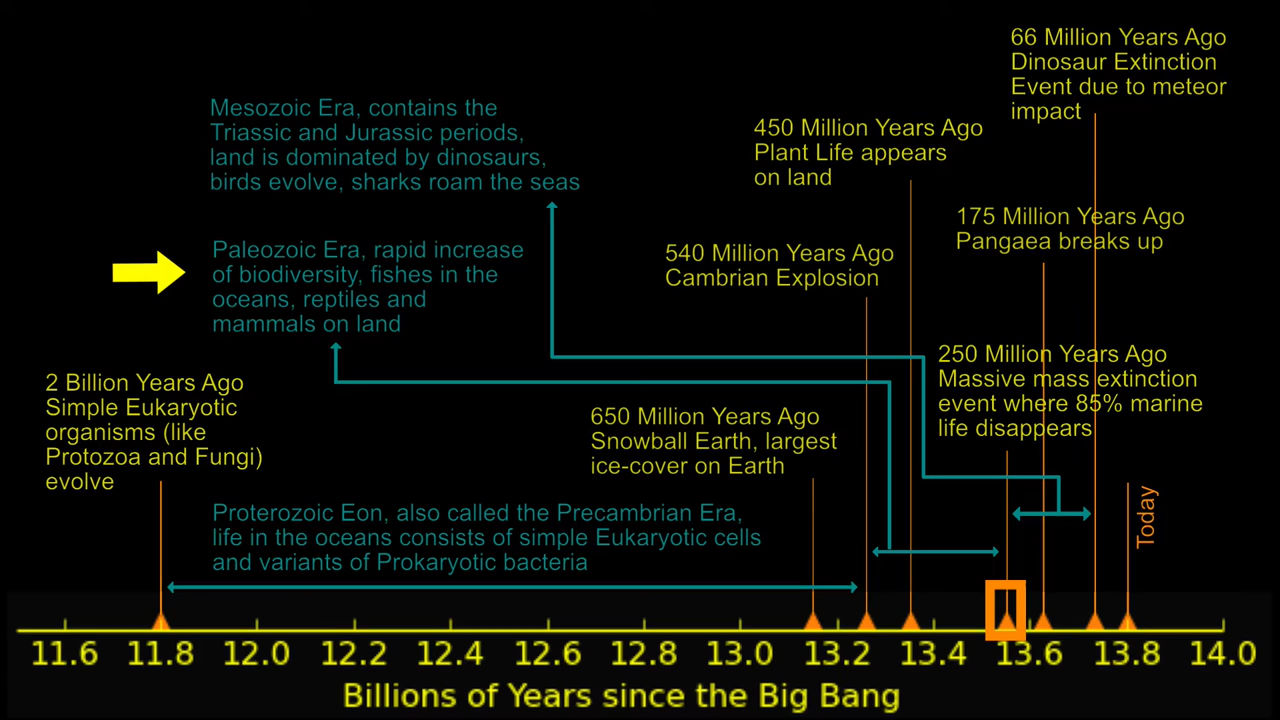 66 Million Years Ago
Dinosaur Extinction
Event due to meteor
impact
Mesozoic Era, contains the
Triassic and Jurassic periods,
land is dominated by dinosaurs,
birds evolve, sharks roam the seas
450 Million Years Ago
Plant Life appears
on land
175 Million Years Ago
Pangaea breaks up
Paleozoic Era, rapid increase
of biodiversity, fishes in the
oceans, reptiles and
mammals on land
540 Million Years Ago
Cambrian Explosion
250 Million Years Ago
Massive mass extinction
event where 85% marine
life disappears
2 Billion Years Ago
Simple Eukaryotic
organisms (like
Protozoa and Fungi)
evolve
650 Million Years Ago
Snowball Earth, largest
ice-cover on Earth
Proterozoic Eon, also called the Precambrian Era,
life in the oceans consists of simple Eukaryotic cells
and variants of Prokaryotic bacteria
Today
11.6 11.8 12.0 12.2 12.4 12.6 12.8 13.0 13.2 13.4 13.6 13.8 14.0
Billions of Years since the Big Bang